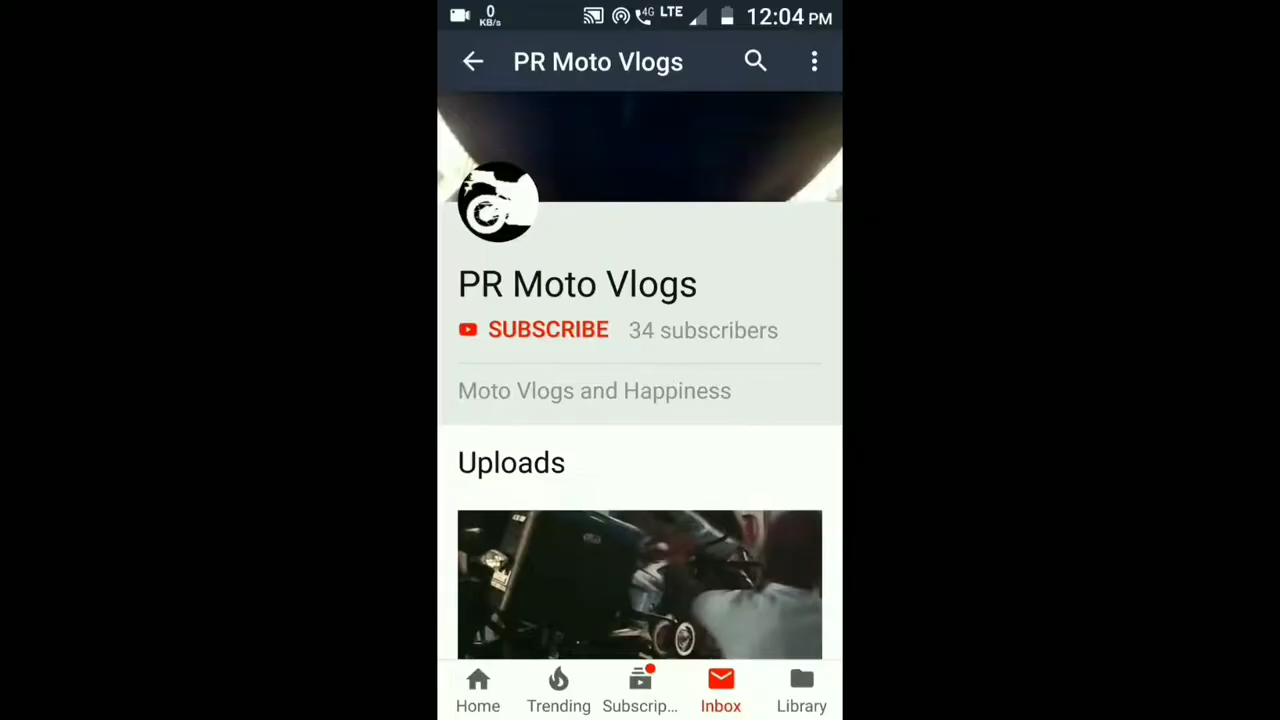 0
KB/s
4G
LTE
12:04 PM
PR Moto Vlogs
PR Moto Vlogs
SUBSCRIBE
34 subscribers
Moto Vlogs and Happiness
Uploads
Home
Trending
Subscrip...
Inbox
Library